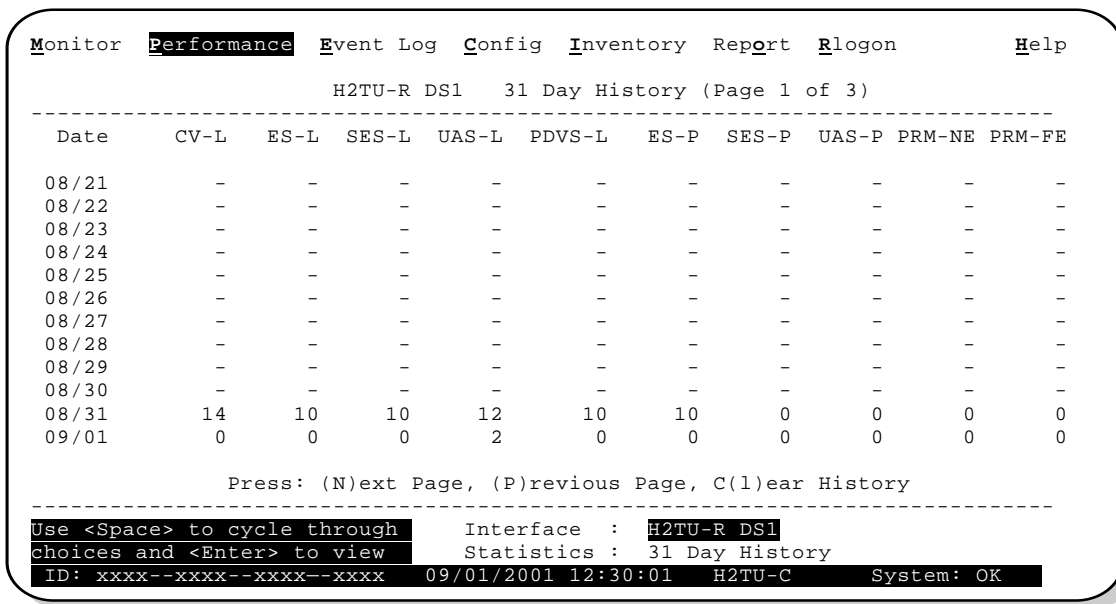 Monitor Performance Event Log Config Inventory Report Rlogon Help
H2TU-R DS1 31 Day History (Page 1 of 3)
--------------------------------------------------------------------------
Date CV-L ES-L SES-L UAS-L PDVS-L ES-P SES-P UAS-P PRM-NE PRM-FE
08/21 - - - - - - - - - -
08/22 - - - - - - - - - -
08/23 - - - - - - - - - -
08/24 - - - - - - - - - -
08/25 - - - - - - - - - -
08/26 - - - - - - - - - -
08/27 - - - - - - - - - -
08/28 - - - - - - - - - -
08/29 - - - - - - - - - -
08/30 - - - - - - - - - -
08/31 14 10 10 12 10 10 0 0 0 0
09/01 0 0 0 2 0 0 0 0 0 0
Press: (N)ext Page, (P)revious Page, C(l)ear History
--------------------------------------------------------------------------
Use <Space> to cycle through Interface : H2TU-R DS1
choices and <Enter> to view Statistics : 31 Day History
ID: xxxx--xxxx--xxxx—-xxxx 09/01/2001 12:30:01 H2TU-C System: OK